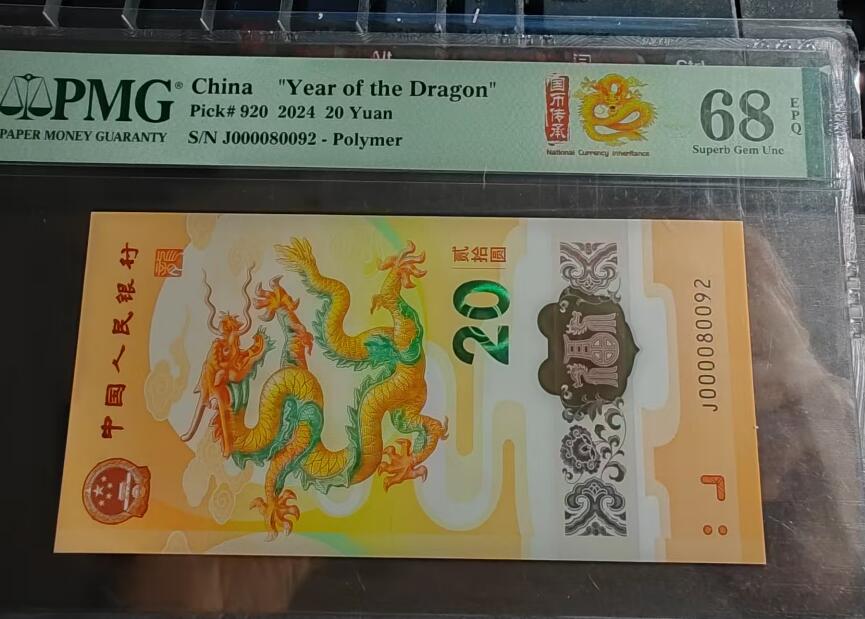 PMG®
PAPER MONEY GUARANTY
China "Year of the Dragon"
Pick# 920 2024 20 Yuan
S/N J000080092 - Polymer
国币传承
National Currency Inheritance
68
EPQ
Superb Gem Unc
中国人民银行
贰拾圆
20
J000080092